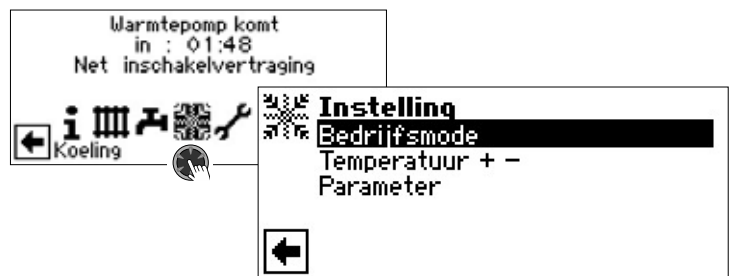 Warmtepomp komt
in : 01:48
Net inschakelvertraging
Koeling
Instelling
Bedrijfsmode
Temperatuur + −
Parameter